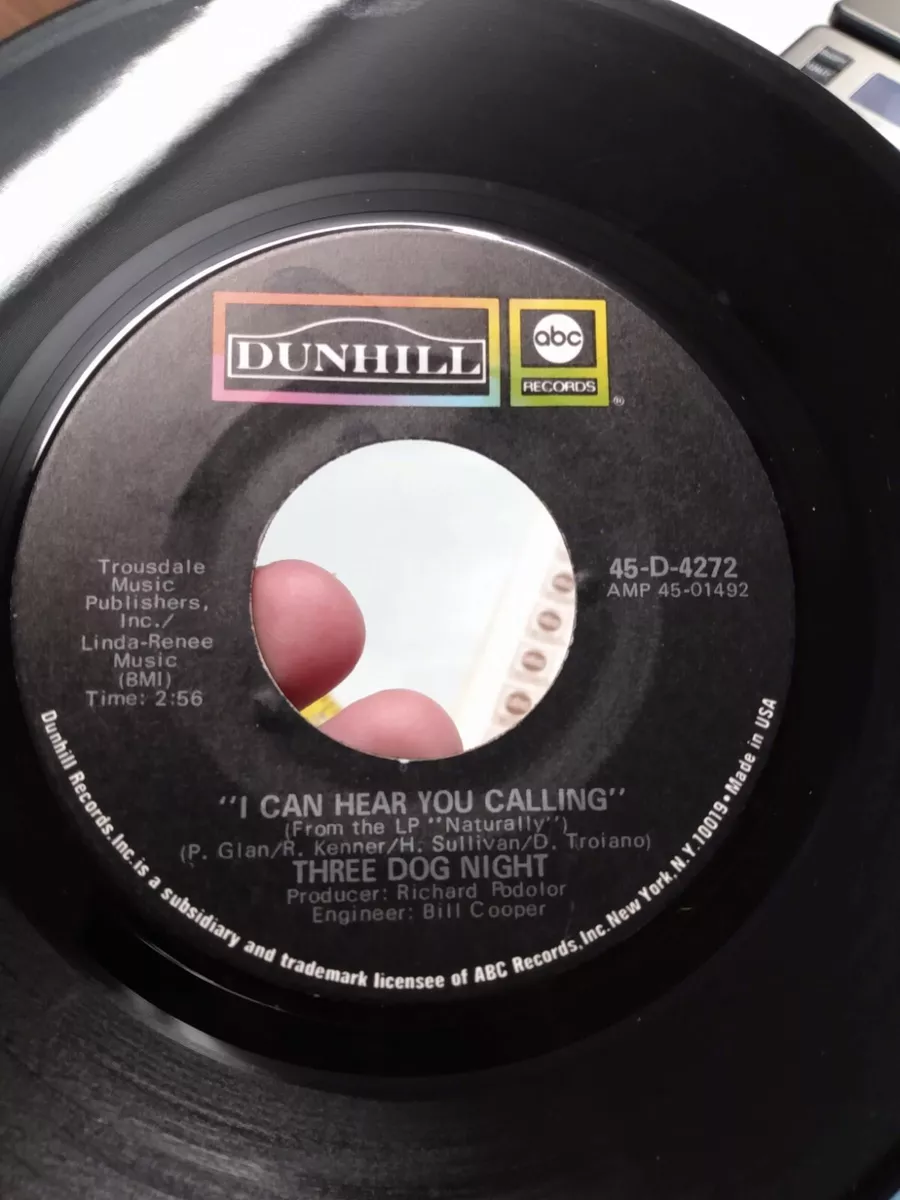 DUNHILL
abc
RECORDS
®
Trousdale
Music
Publishers,
Inc./
Linda-Renee
Music
(BMI)
Time: 2:56
45-D-4272
AMP 45-01492
"I CAN HEAR YOU CALLING"
(From the LP "Naturally")
(P. Glan/R. Kenner/H. Sullivan/D. Troiano)
THREE DOG NIGHT
Producer: Richard Podolor
Engineer: Bill Cooper
Dunhill Records, Inc. is a subsidiary and trademark licensee of ABC Records, Inc. New York, N.Y. 10019 • Made in USA